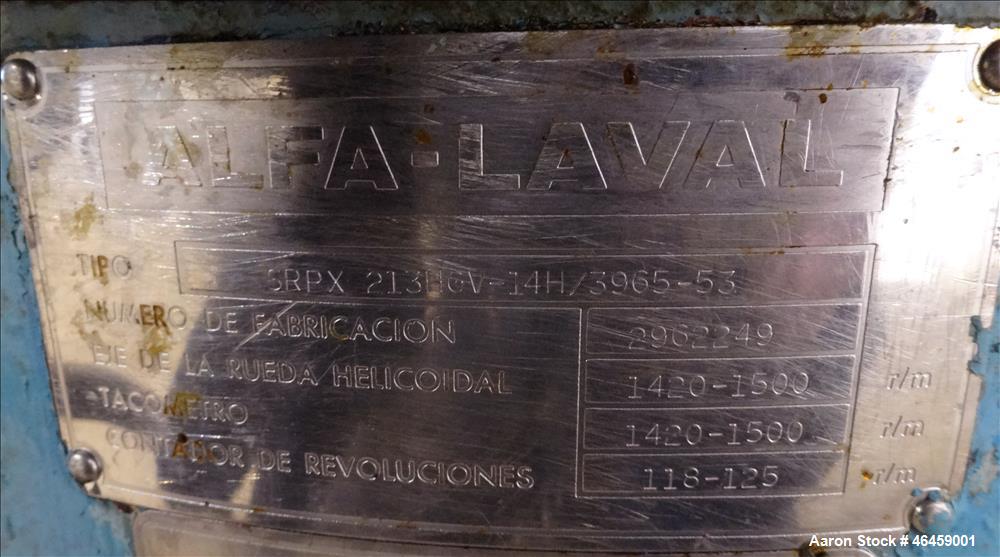 ALFA-LAVAL
TIPO SRPX 213HGV-14H/3965-53
NUMERO DE FABRICACION 2962249
EJE DE LA RUEDA HELICOIDAL 1420-1500 r/m
TACOMETRO 1420-1500 r/m
CONTADOR DE REVOLUCIONES 118-125 r/m
Aaron Stock # 46459001